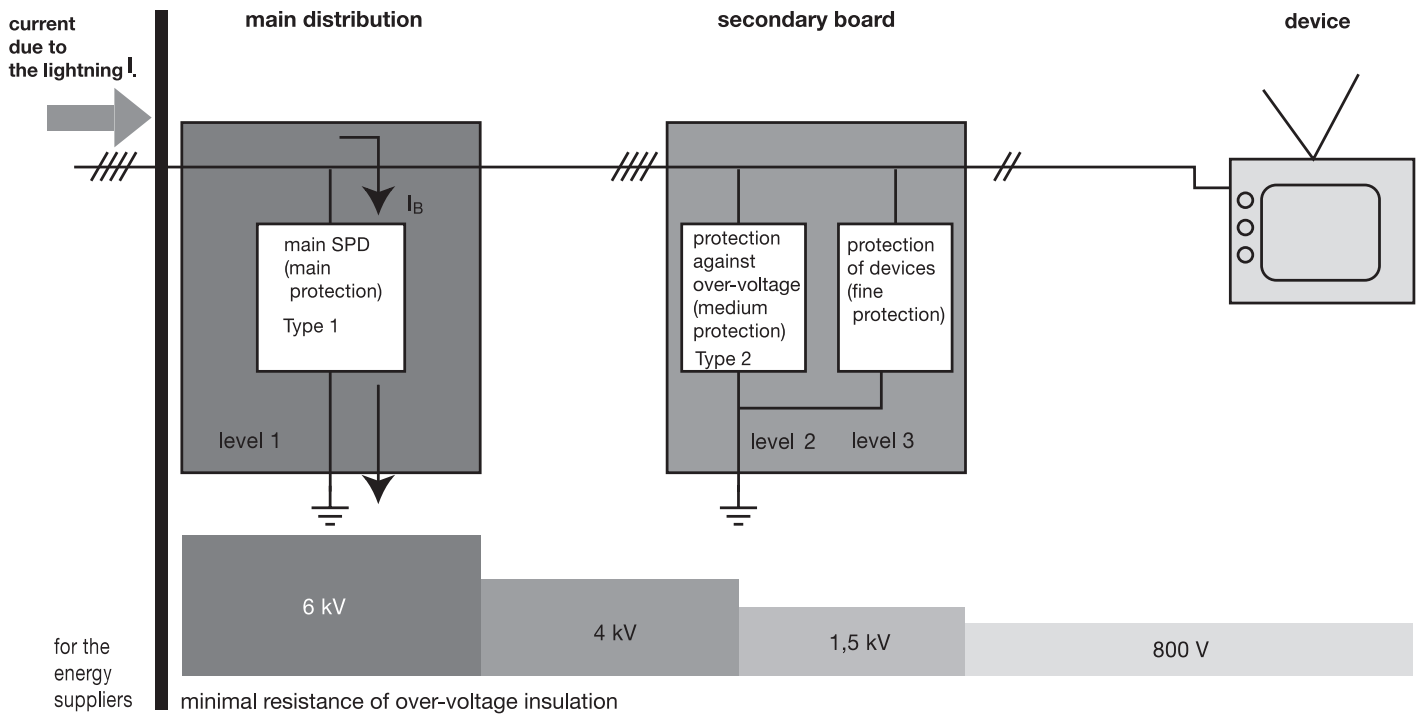 current
due to
the lightning I.
main distribution
secondary board
device
I B
main SPD
(main
protection)
Type 1
level 1
protection
against
over-voltage
(medium
protection)
Type 2
protection
of devices
(fine
protection)
level 2
level 3
6 kV
4 kV
1,5 kV
800 V
for the
energy
suppliers
minimal resistance of over-voltage insulation